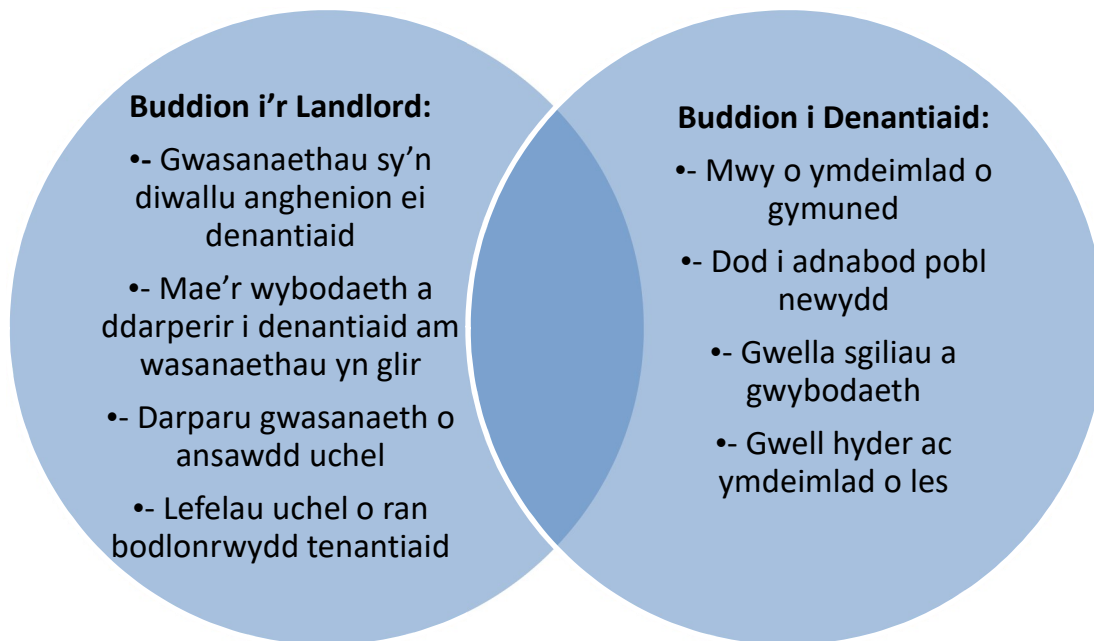 Buddion i’r Landlord:
•- Gwasanaethau sy’n
diwallu anghenion ei
denantiaid
•- Mae’r wybodaeth a
ddarperir i denantiaid am
wasanaethau yn glir
•- Darparu gwasanaeth o
ansawdd uchel
•- Lefelau uchel o ran
bodlonrwydd tenantiaid
Buddion i Denantiaid:
•- Mwy o ymdeimlad o
gymuned
•- Dod i adnabod pobl
newydd
•- Gwella sgiliau a
gwybodaeth
•- Gwell hyder ac
ymdeimlad o les